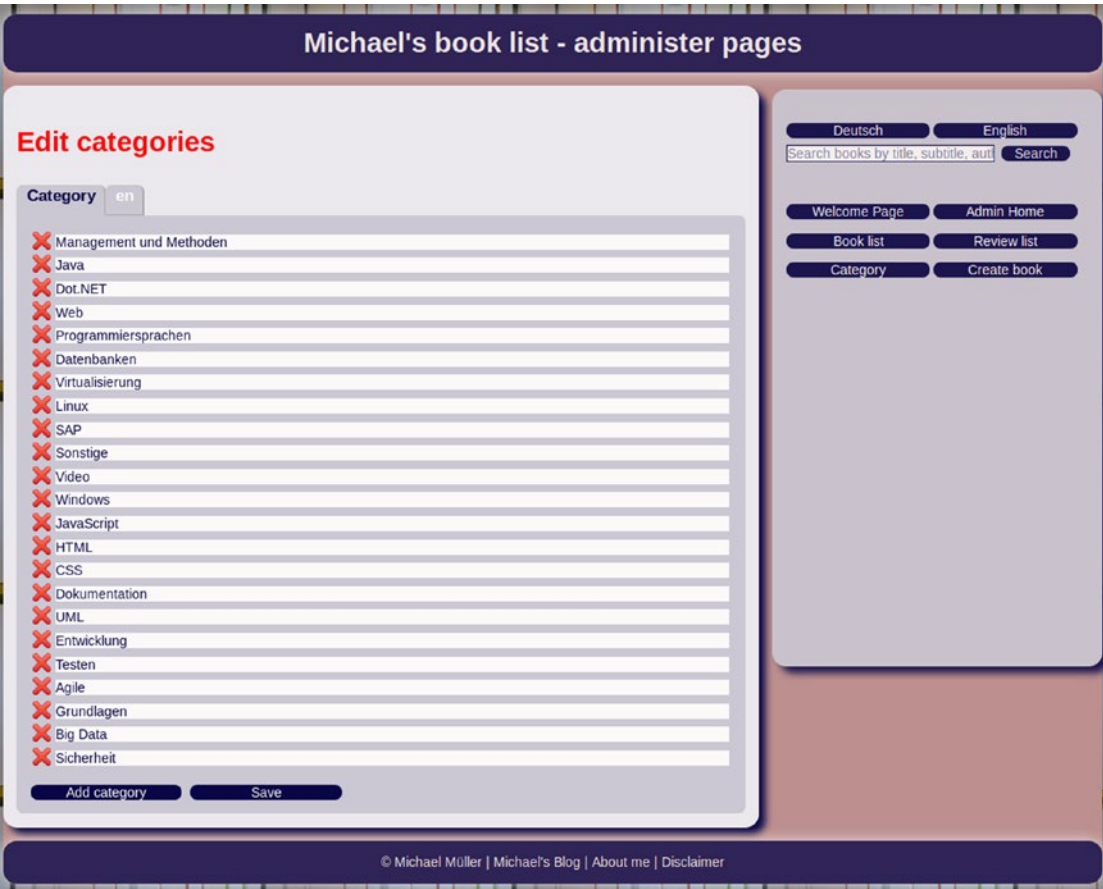 Michael's book list - administer pages
Edit categories
Category en
Management und Methoden
Java
Dot.NET
Web
Programmiersprachen
Datenbanken
Virtualisierung
Linux
SAP
Sonstige
Video
Windows
JavaScript
HTML
CSS
Dokumentation
UML
Entwicklung
Testen
Agile
Grundlagen
Big Data
Sicherheit
Add category Save
Deutsch English
Search books by title, subtitle, aut Search
Welcome Page Admin Home
Book list Review list
Category Create book
© Michael Müller | Michael's Blog | About me | Disclaimer